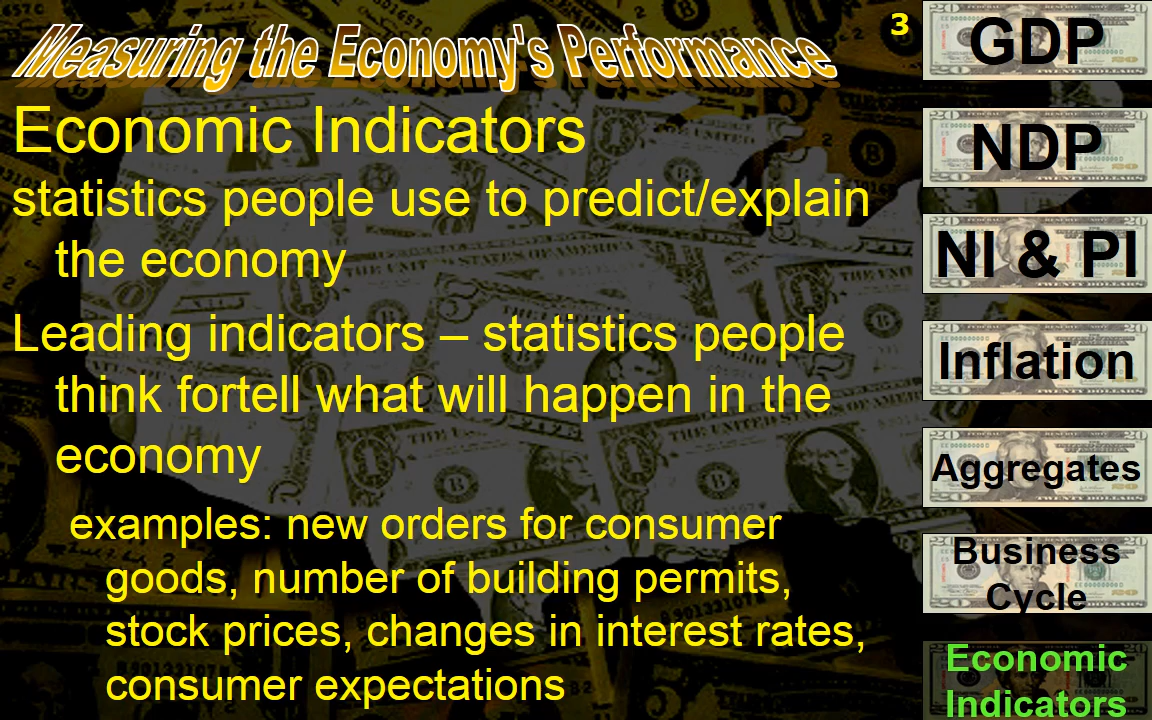 Measuring the Economy's Performance
3
Economic Indicators
statistics people use to predict/explain
the economy
Leading indicators – statistics people
think fortell what will happen in the
economy
examples: new orders for consumer
goods, number of building permits,
stock prices, changes in interest rates,
consumer expectations
GDP
NDP
NI & PI
Inflation
Aggregates
Business
Cycle
Economic
Indicators